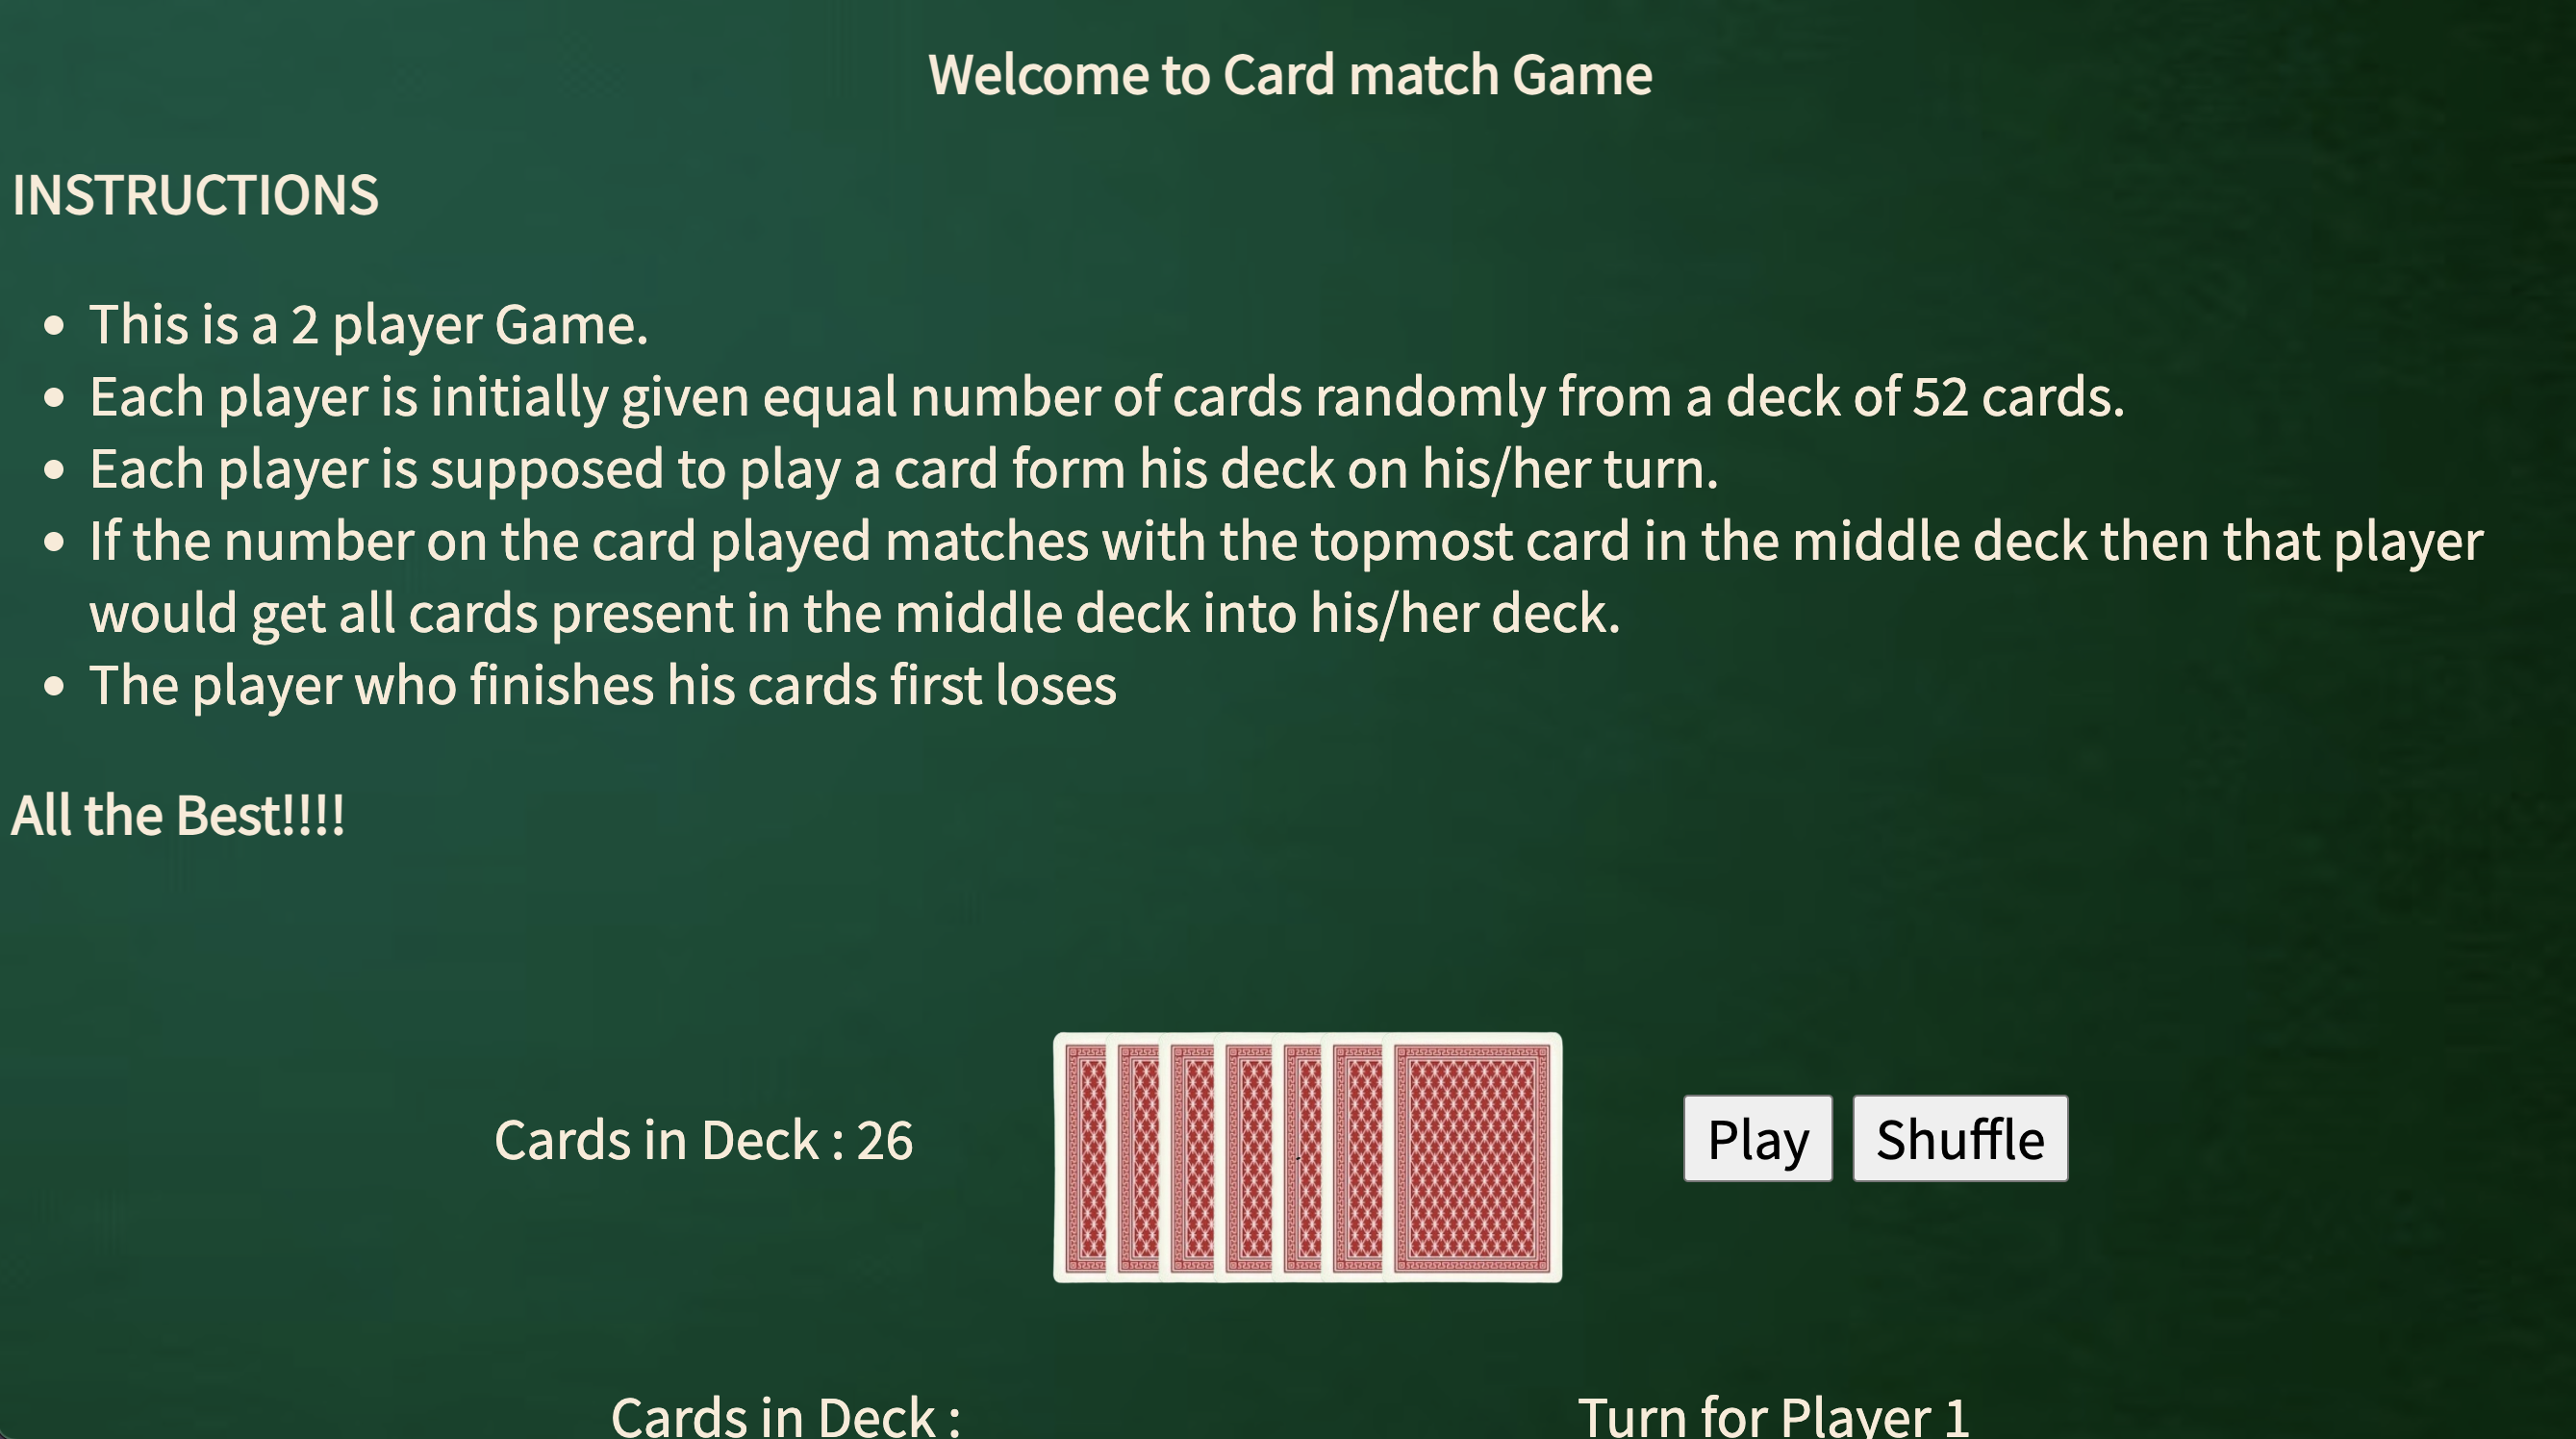 Welcome to Card match Game
INSTRUCTIONS
This is a 2 player Game.
Each player is initially given equal number of cards randomly from a deck of 52 cards.
Each player is supposed to play a card form his deck on his/her turn.
If the number on the card played matches with the topmost card in the middle deck then that player
would get all cards present in the middle deck into his/her deck.
The player who finishes his cards first loses
All the Best!!!!
Cards in Deck : 26
Play
Shuffle
Cards in Deck :
Turn for Player 1